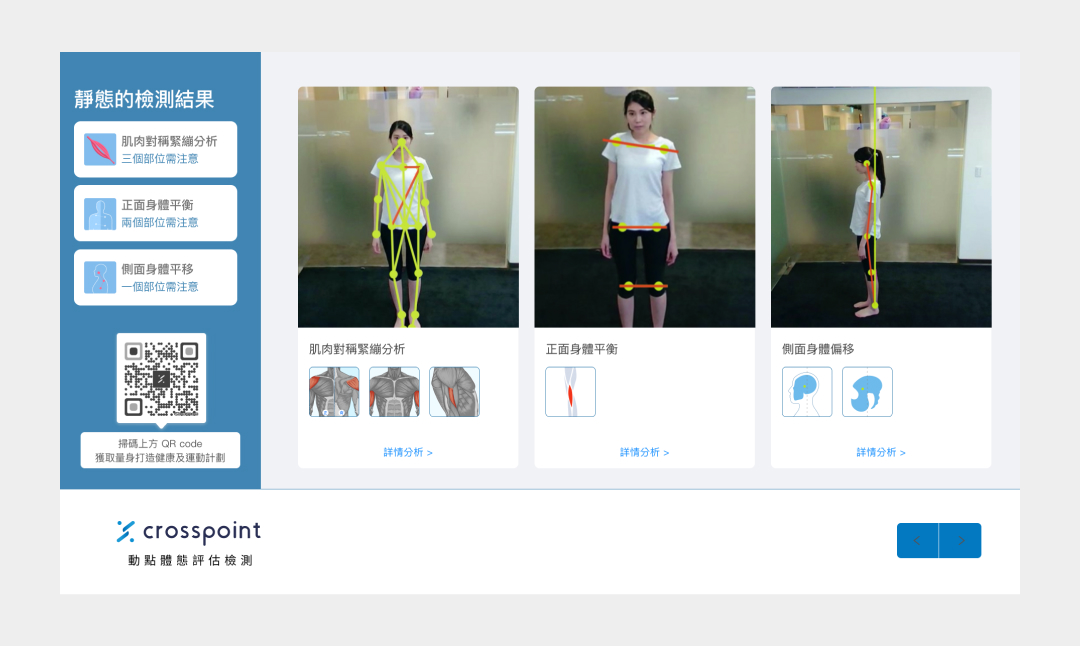 靜態的檢測結果
肌肉對稱緊繃分析
三個部位需注意
正面身體平衡
兩個部位需注意
側面身體平移
一個部位需注意
掃碼上方 QR code
獲取量身打造健康及運動計劃
肌肉對稱緊繃分析
詳情分析 >
正面身體平衡
詳情分析 >
側面身體偏移
詳情分析 >
crosspoint
動點體態評估檢測